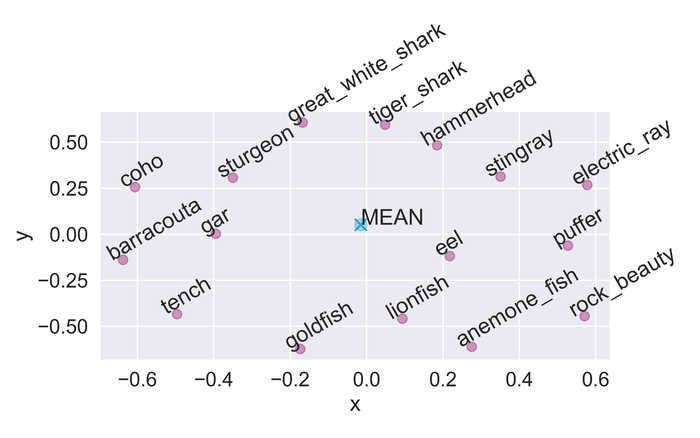 great_white_shark
tiger_shark
hammerhead
0.50
coho
sturgeon
stingray
electric_ray
0.25
barracouta
gar
MEAN
y
0.00
eel
puffer
−0.25
tench
goldfish
lionfish
anemone_fish
rock_beauty
−0.50
−0.6 −0.4 −0.2 0.0 0.2 0.4 0.6
x